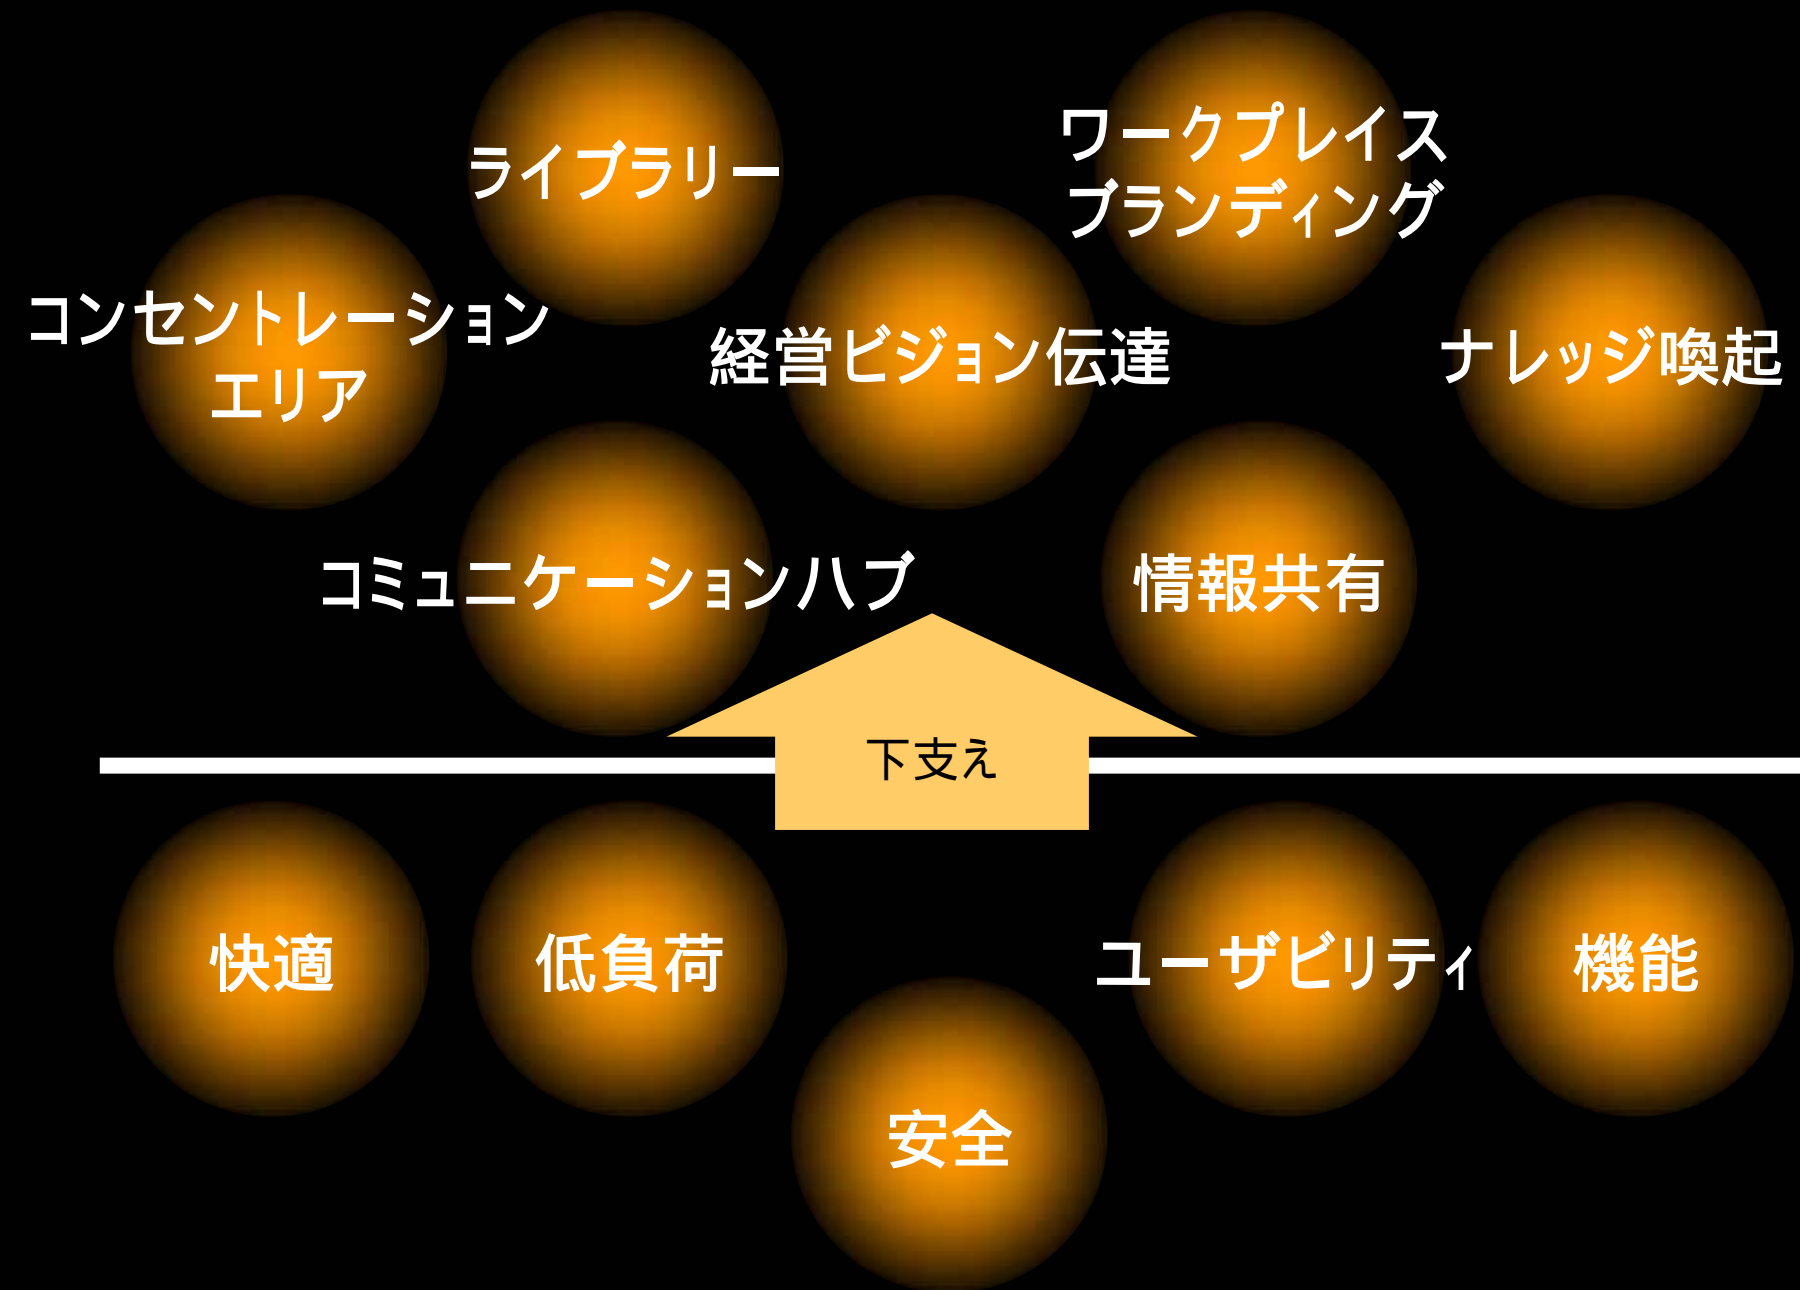 ライブラリー
ワークプレイス
ブランディング
コンセントレーション
エリア
経営ビジョン伝達
ナレッジ喚起
コミュニケーションハブ
情報共有
下支え
快適
低負荷
ユーザビリティ
機能
安全